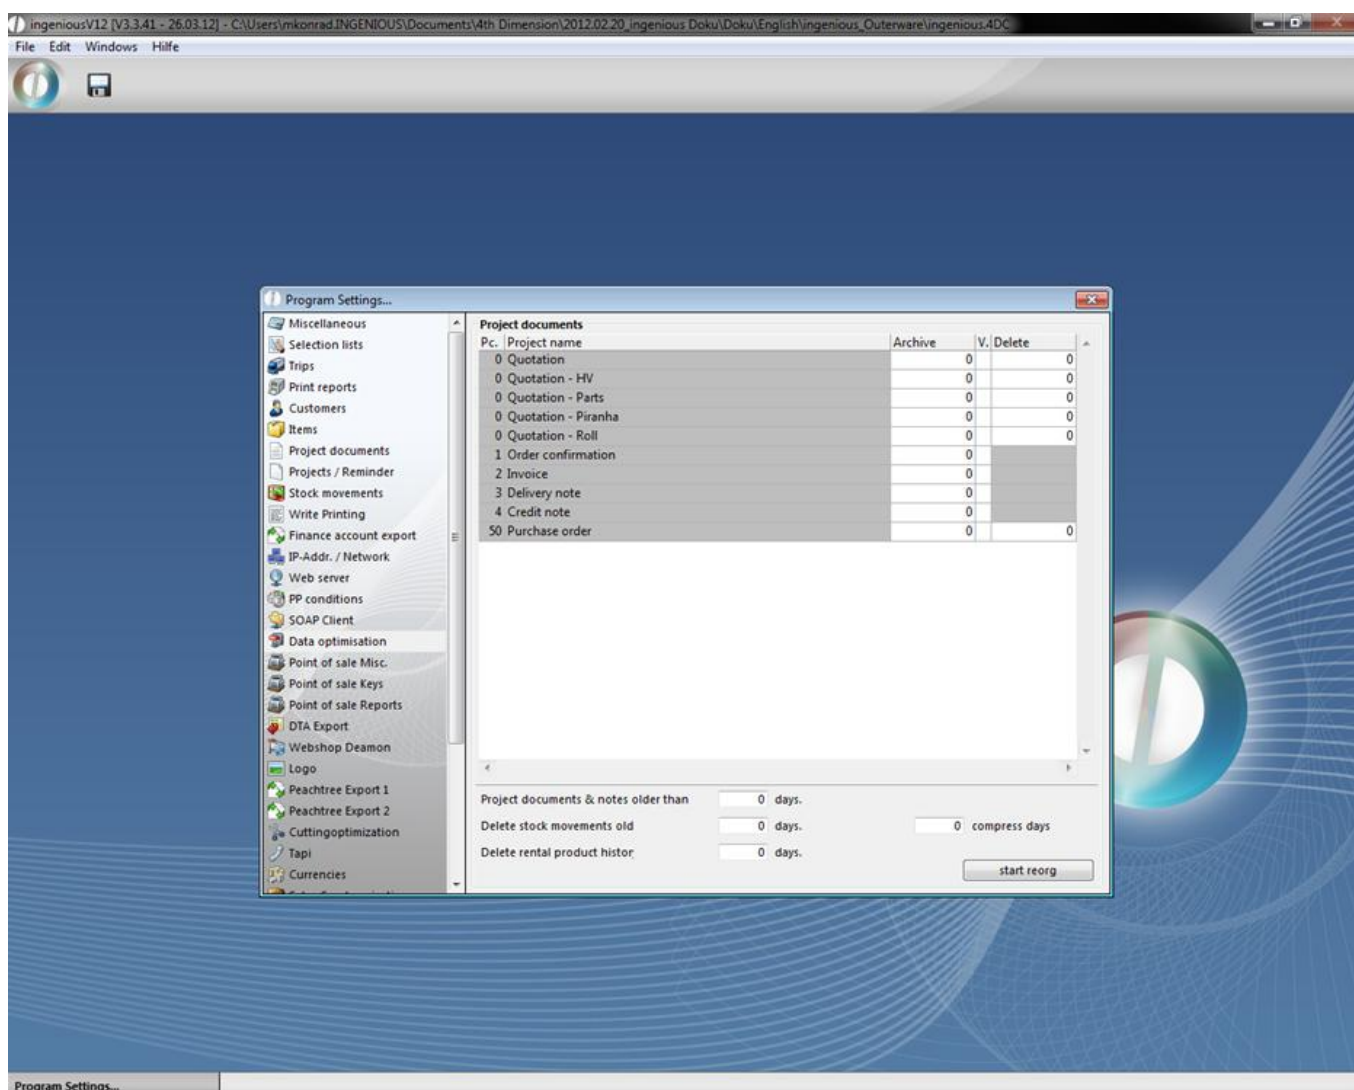 ingeniousV12 [V3.3.41 - 26.03.12] - C:\Users\mkonrad.INGENIOUS\Documents\4th Dimension\2012.02.20_ingenious Doku\Doku\English\ingenious_Outerware\ingenious.4DC
File Edit Windows Hilfe
Program Settings...
Miscellaneous
Selection lists
Trips
Print reports
Customers
Items
Project documents
Projects / Reminder
Stock movements
Write Printing
Finance account export
IP-Addr. / Network
Web server
PP conditions
SOAP Client
Data optimisation
Point of sale Misc.
Point of sale Keys
Point of sale Reports
DTA Export
Webshop Deamon
Logo
Peachtree Export 1
Peachtree Export 2
Cuttingoptimization
Tapi
Currencies
Project documents
Pc. Project name Archive V. Delete
0 Quotation 0 0
0 Quotation - HV 0 0
0 Quotation - Parts 0 0
0 Quotation - Piranha 0 0
0 Quotation - Roll 0 0
1 Order confirmation 0
2 Invoice 0
3 Delivery note 0
4 Credit note 0
50 Purchase order 0 0
Project documents & notes older than 0 days.
Delete stock movements old 0 days. 0 compress days
Delete rental product histor 0 days.
start reorg
Program Settings...